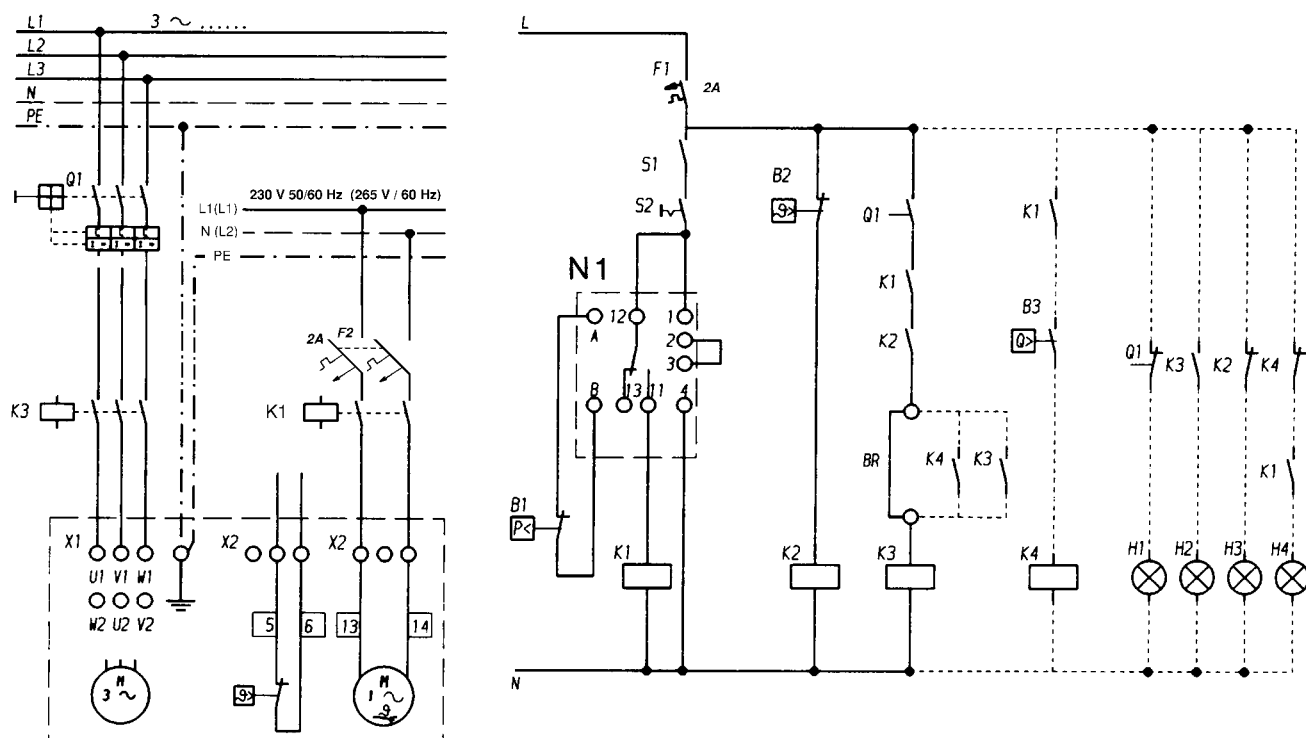 L1 3 ~ ......
L2
L3
N
PE
Q1
230 V 50/60 Hz (265 V / 60 Hz)
L1(L1)
N (L2)
PE
2A F2
K3
K1
X1
X2
X2
U1 V1 W1
W2 U2 V2
5 6 13 14
M
3 ~
ϑ>
M
1 ~
ϑ
L
F1
2A
S1
S2
N1
A
12
1
2
3
B
13
11
4
B1
P<
K1
B2
ϑ>
K2
Q1
K1
K2
BR
K4
K3
K3
K1
B3
Q>
K4
Q1
K3
K2
K4
K1
H1
H2
H3
H4
N